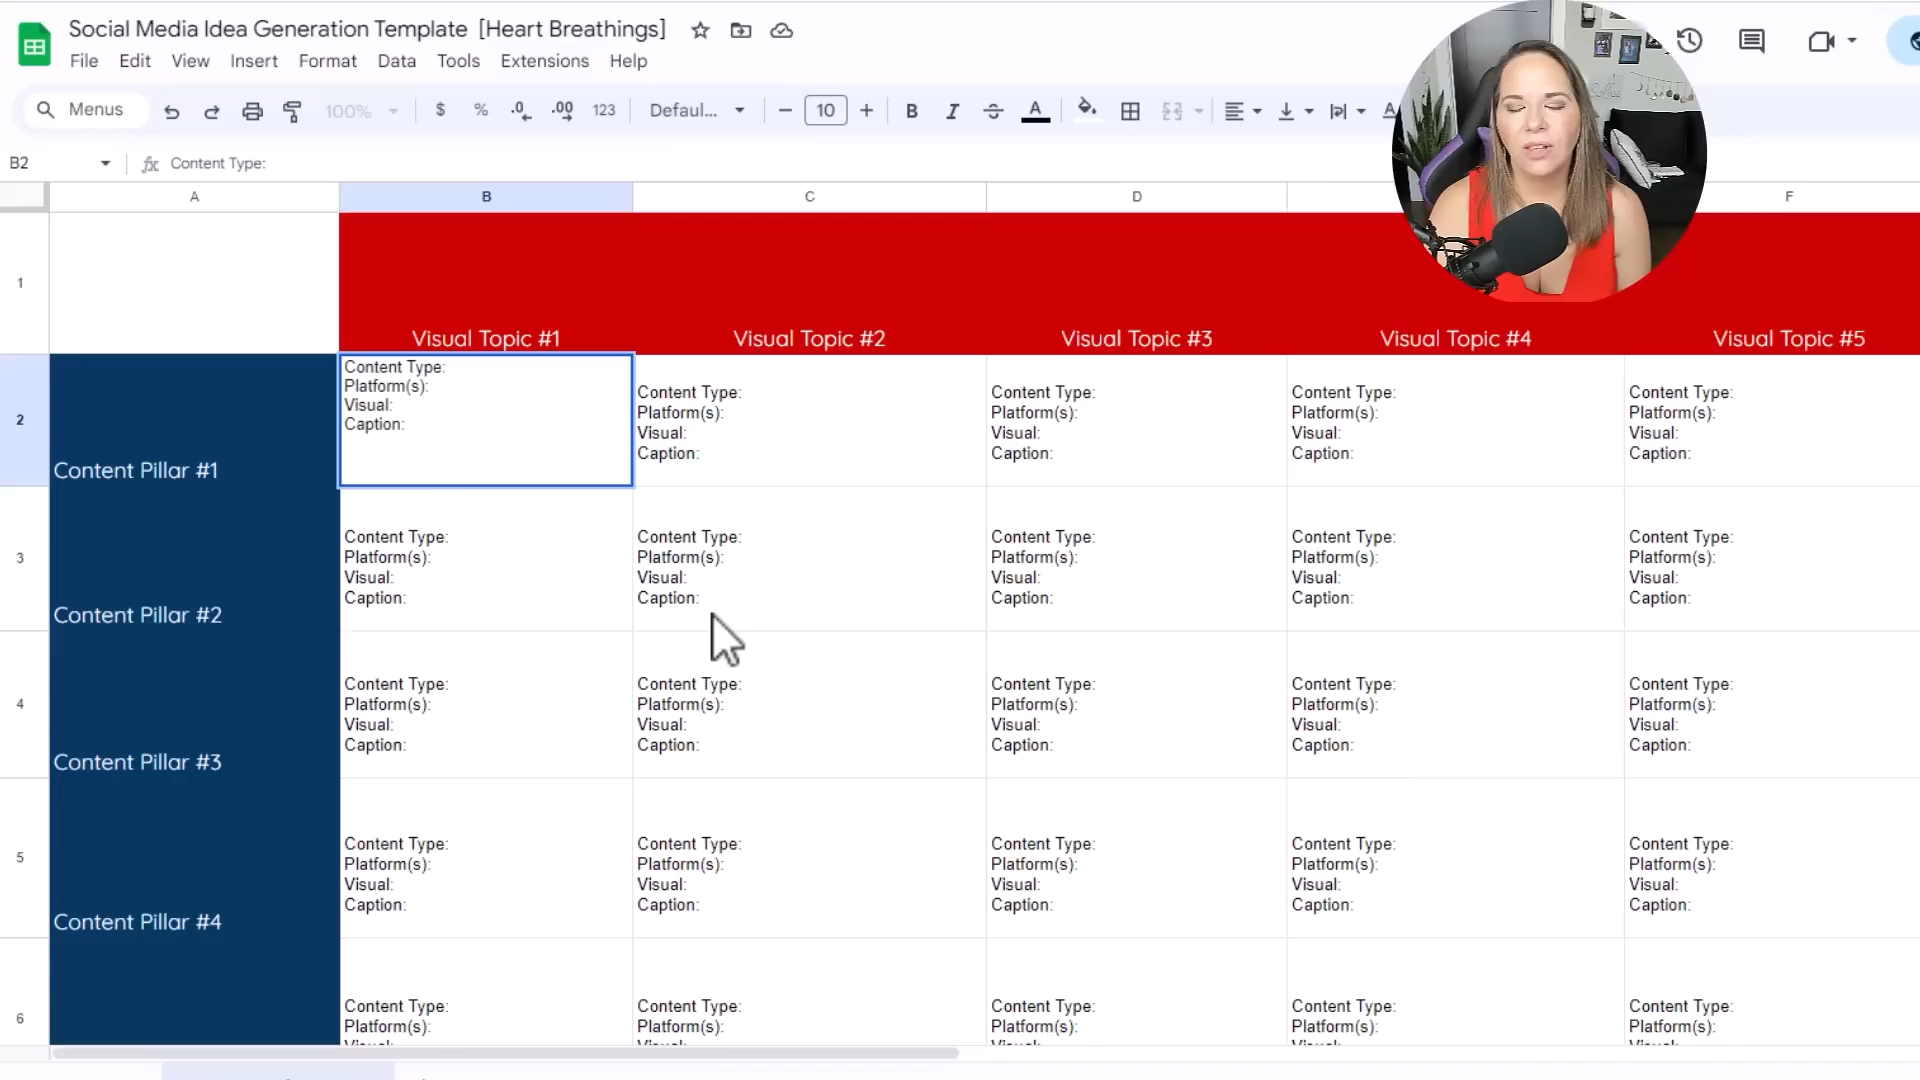 Social Media Idea Generation Template [Heart Breathings]
File Edit View Insert Format Data Tools Extensions Help
Menus 100% $ % .0 .00 123 Defaul... 10 B I A
B2 fx Content Type:
A B C D F
1
Visual Topic #1 Visual Topic #2 Visual Topic #3 Visual Topic #4 Visual Topic #5
2
Content Pillar #1
Content Type:
Platform(s):
Visual:
Caption:
Content Type:
Platform(s):
Visual:
Caption:
Content Type:
Platform(s):
Visual:
Caption:
Content Type:
Platform(s):
Visual:
Caption:
Content Type:
Platform(s):
Visual:
Caption:
3
Content Pillar #2
Content Type:
Platform(s):
Visual:
Caption:
Content Type:
Platform(s):
Visual:
Caption:
Content Type:
Platform(s):
Visual:
Caption:
Content Type:
Platform(s):
Visual:
Caption:
Content Type:
Platform(s):
Visual:
Caption:
4
Content Pillar #3
Content Type:
Platform(s):
Visual:
Caption:
Content Type:
Platform(s):
Visual:
Caption:
Content Type:
Platform(s):
Visual:
Caption:
Content Type:
Platform(s):
Visual:
Caption:
Content Type:
Platform(s):
Visual:
Caption:
5
Content Pillar #4
Content Type:
Platform(s):
Visual:
Caption:
Content Type:
Platform(s):
Visual:
Caption:
Content Type:
Platform(s):
Visual:
Caption:
Content Type:
Platform(s):
Visual:
Caption:
Content Type:
Platform(s):
Visual:
Caption:
6
Content Type:
Platform(s):
Content Type:
Platform(s):
Content Type:
Platform(s):
Content Type:
Platform(s):
Content Type:
Platform(s):